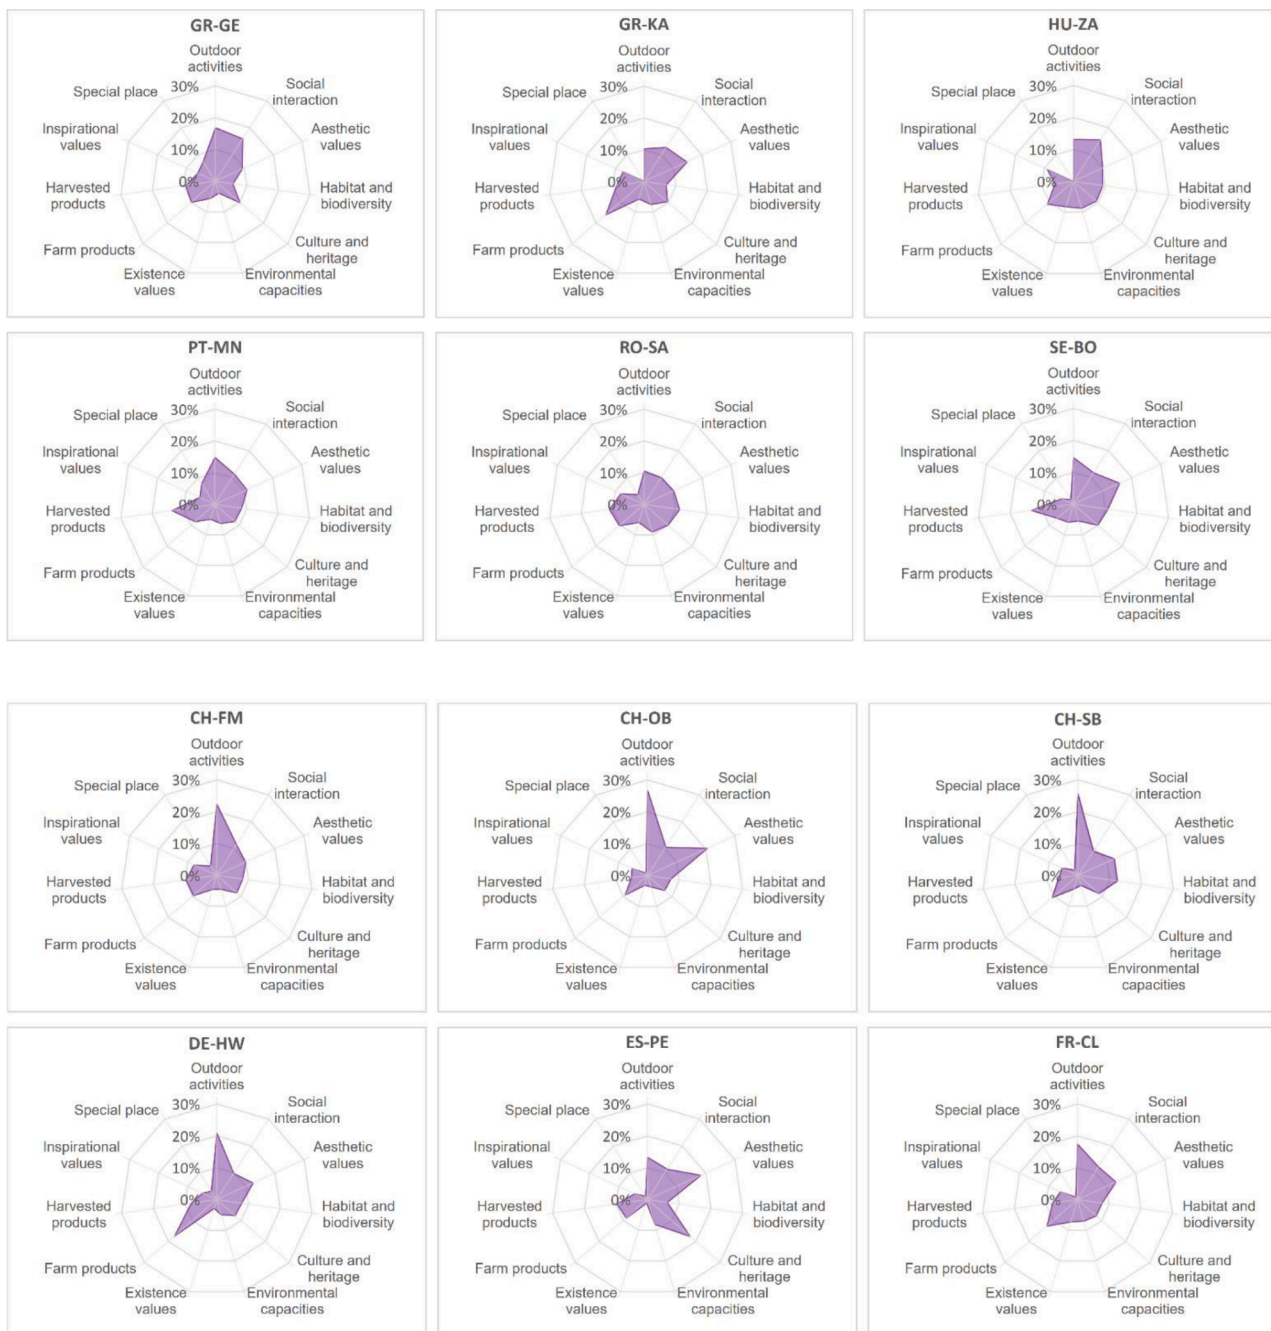 GR-GE
Outdoor
activities
Social
interaction
Aesthetic
values
Habitat and
biodiversity
Culture and
heritage
Environmental
capacities
Existence
values
Farm products
Harvested
products
Inspirational
values
Special place
30%
20%
10%
0%
GR-KA
Outdoor
activities
Social
interaction
Aesthetic
values
Habitat and
biodiversity
Culture and
heritage
Environmental
capacities
Existence
values
Farm products
Harvested
products
Inspirational
values
Special place
30%
20%
10%
0%
HU-ZA
Outdoor
activities
Social
interaction
Aesthetic
values
Habitat and
biodiversity
Culture and
heritage
Environmental
capacities
Existence
values
Farm products
Harvested
products
Inspirational
values
Special place
30%
20%
10%
0%
PT-MN
Outdoor
activities
Social
interaction
Aesthetic values
Habitat and
biodiversity
Culture and
heritage
Environmental
capacities
Existence
values
Farm products
Harvested
products
Inspirational
values
Special place
30%
20%
10%
0%
RO-SA
Outdoor
activities
Social
interaction
Aesthetic
values
Habitat and
biodiversity
Culture and
heritage
Environmental
capacities
Existence
values
Farm products
Harvested
products
Inspirational
values
Special place
30%
20%
10%
0%
SE-BO
Outdoor
activities
Social
interaction
Aesthetic
values
Habitat and
biodiversity
Culture and
heritage
Environmental
capacities
Existence
values
Farm products
Harvested
products
Inspirational
values
Special place
30%
20%
10%
0%
CH-FM
Outdoor
activities
Social
interaction
Aesthetic
values
Habitat and
biodiversity
Culture and
heritage
Environmental
capacities
Existence
values
Farm products
Harvested
products
Inspirational
values
Special place
30%
20%
10%
0%
CH-OB
Outdoor
activities
Social
interaction
Aesthetic
values
Habitat and
biodiversity
Culture and
heritage
Environmental
capacities
Existence
values
Farm products
Harvested
products
Inspirational
values
Special place
30%
20%
10%
0%
CH-SB
Outdoor
activities
Social
interaction
Aesthetic
values
Habitat and
biodiversity
Culture and
heritage
Environmental
capacities
Existence
values
Farm products
Harvested
products
Inspirational
values
Special place
30%
20%
10%
0%
DE-HW
Outdoor
activities
Social
interaction
Aesthetic
values
Habitat and
biodiversity
Culture and
heritage
Environmental
capacities
Existence
values
Farm products
Harvested
products
Inspirational
values
Special place
30%
20%
10%
0%
ES-PE
Outdoor
activities
Social
interaction
Aesthetic
values
Habitat and
biodiversity
Culture and
heritage
Environmental
capacities
Existence
values
Farm products
Harvested
products
Inspirational
values
Special place
30%
20%
10%
0%
FR-CL
Outdoor
activities
Social
interaction
Aesthetic
values
Habitat and
biodiversity
Culture and
heritage
Environmental
capacities
Existence
values
Farm products
Harvested
products
Inspirational
values
Special place
30%
20%
10%
0%